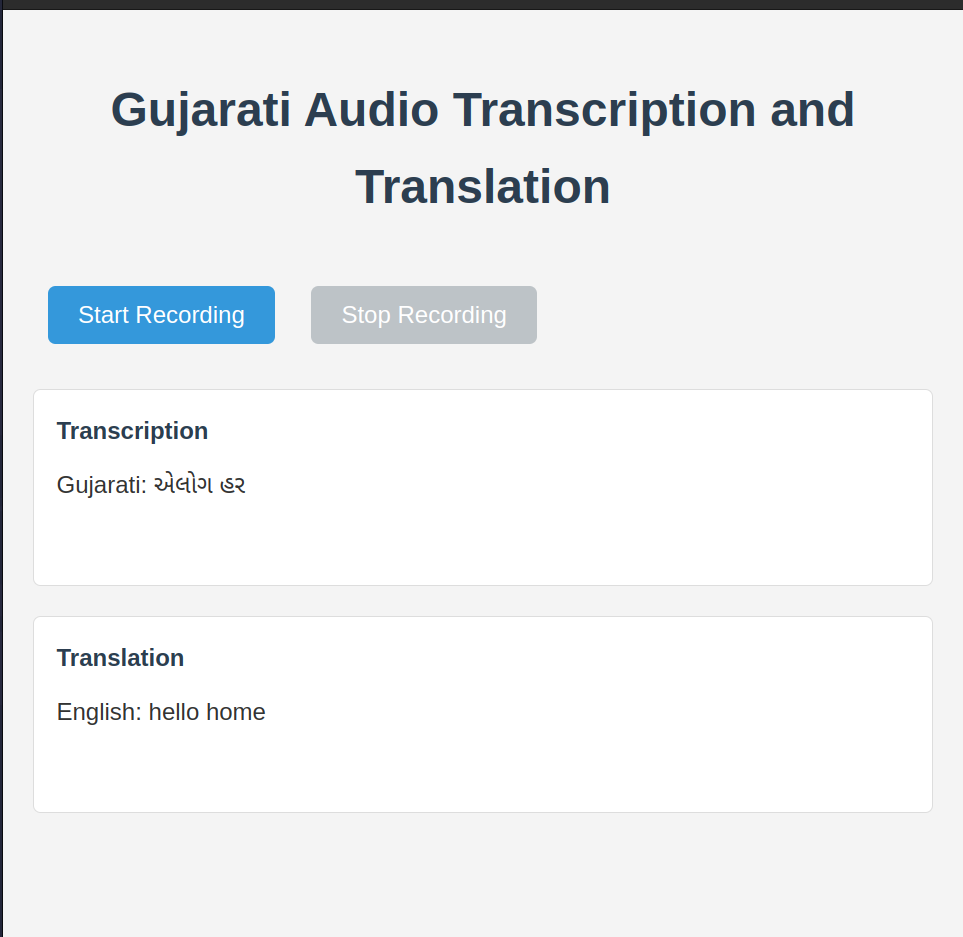 Gujarati Audio Transcription and
Translation
Start Recording
Stop Recording
Transcription
Gujarati: એલોગ હર
Translation
English: hello home